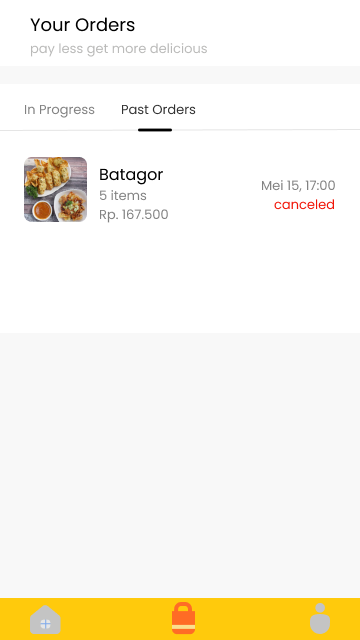 Your Orders
pay less get more delicious
In Progress
Past Orders
Batagor
5 items
Rp. 167.500
Mei 15, 17:00
canceled